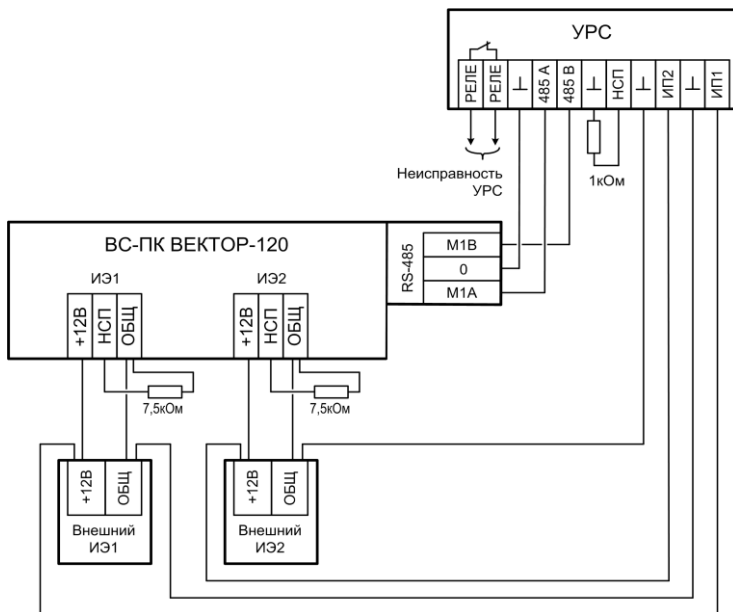 УРС
РЕЛЕ
РЕЛЕ
⊥
485 A
485 B
⊥
НСП
⊥
ИП2
⊥
ИП1
Неисправность
УРС
1кОм
ВС-ПК ВЕКТОР-120
RS-485
M1B
0
M1A
ИЭ1
ИЭ2
+12В
НСП
ОБЩ
+12В
НСП
ОБЩ
7,5кОм
7,5кОм
+12В
ОБЩ
Внешний
ИЭ1
+12В
ОБЩ
Внешний
ИЭ2